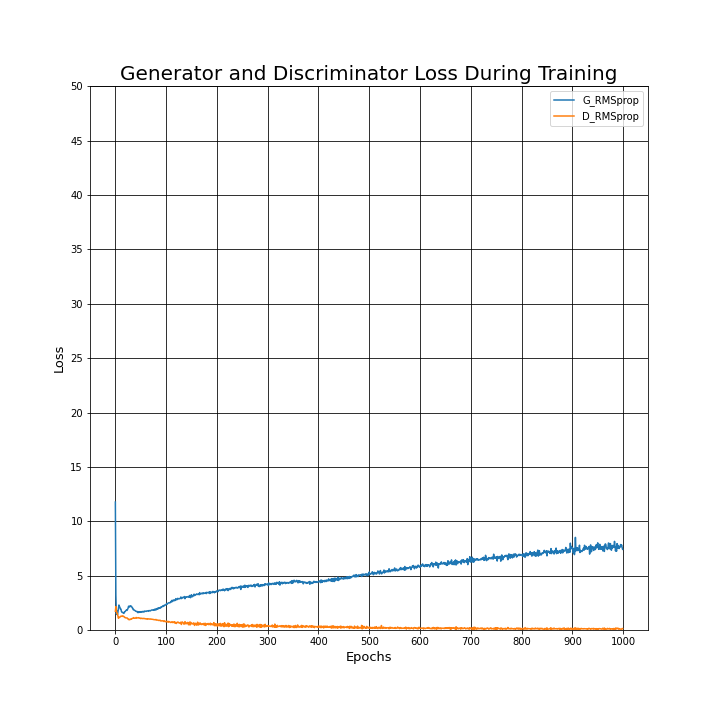 Generator and Discriminator Loss During Training
G_RMSprop
D_RMSprop
50
45
40
35
30
25
20
15
10
5
0
Loss
0 100 200 300 400 500 600 700 800 900 1000
Epochs